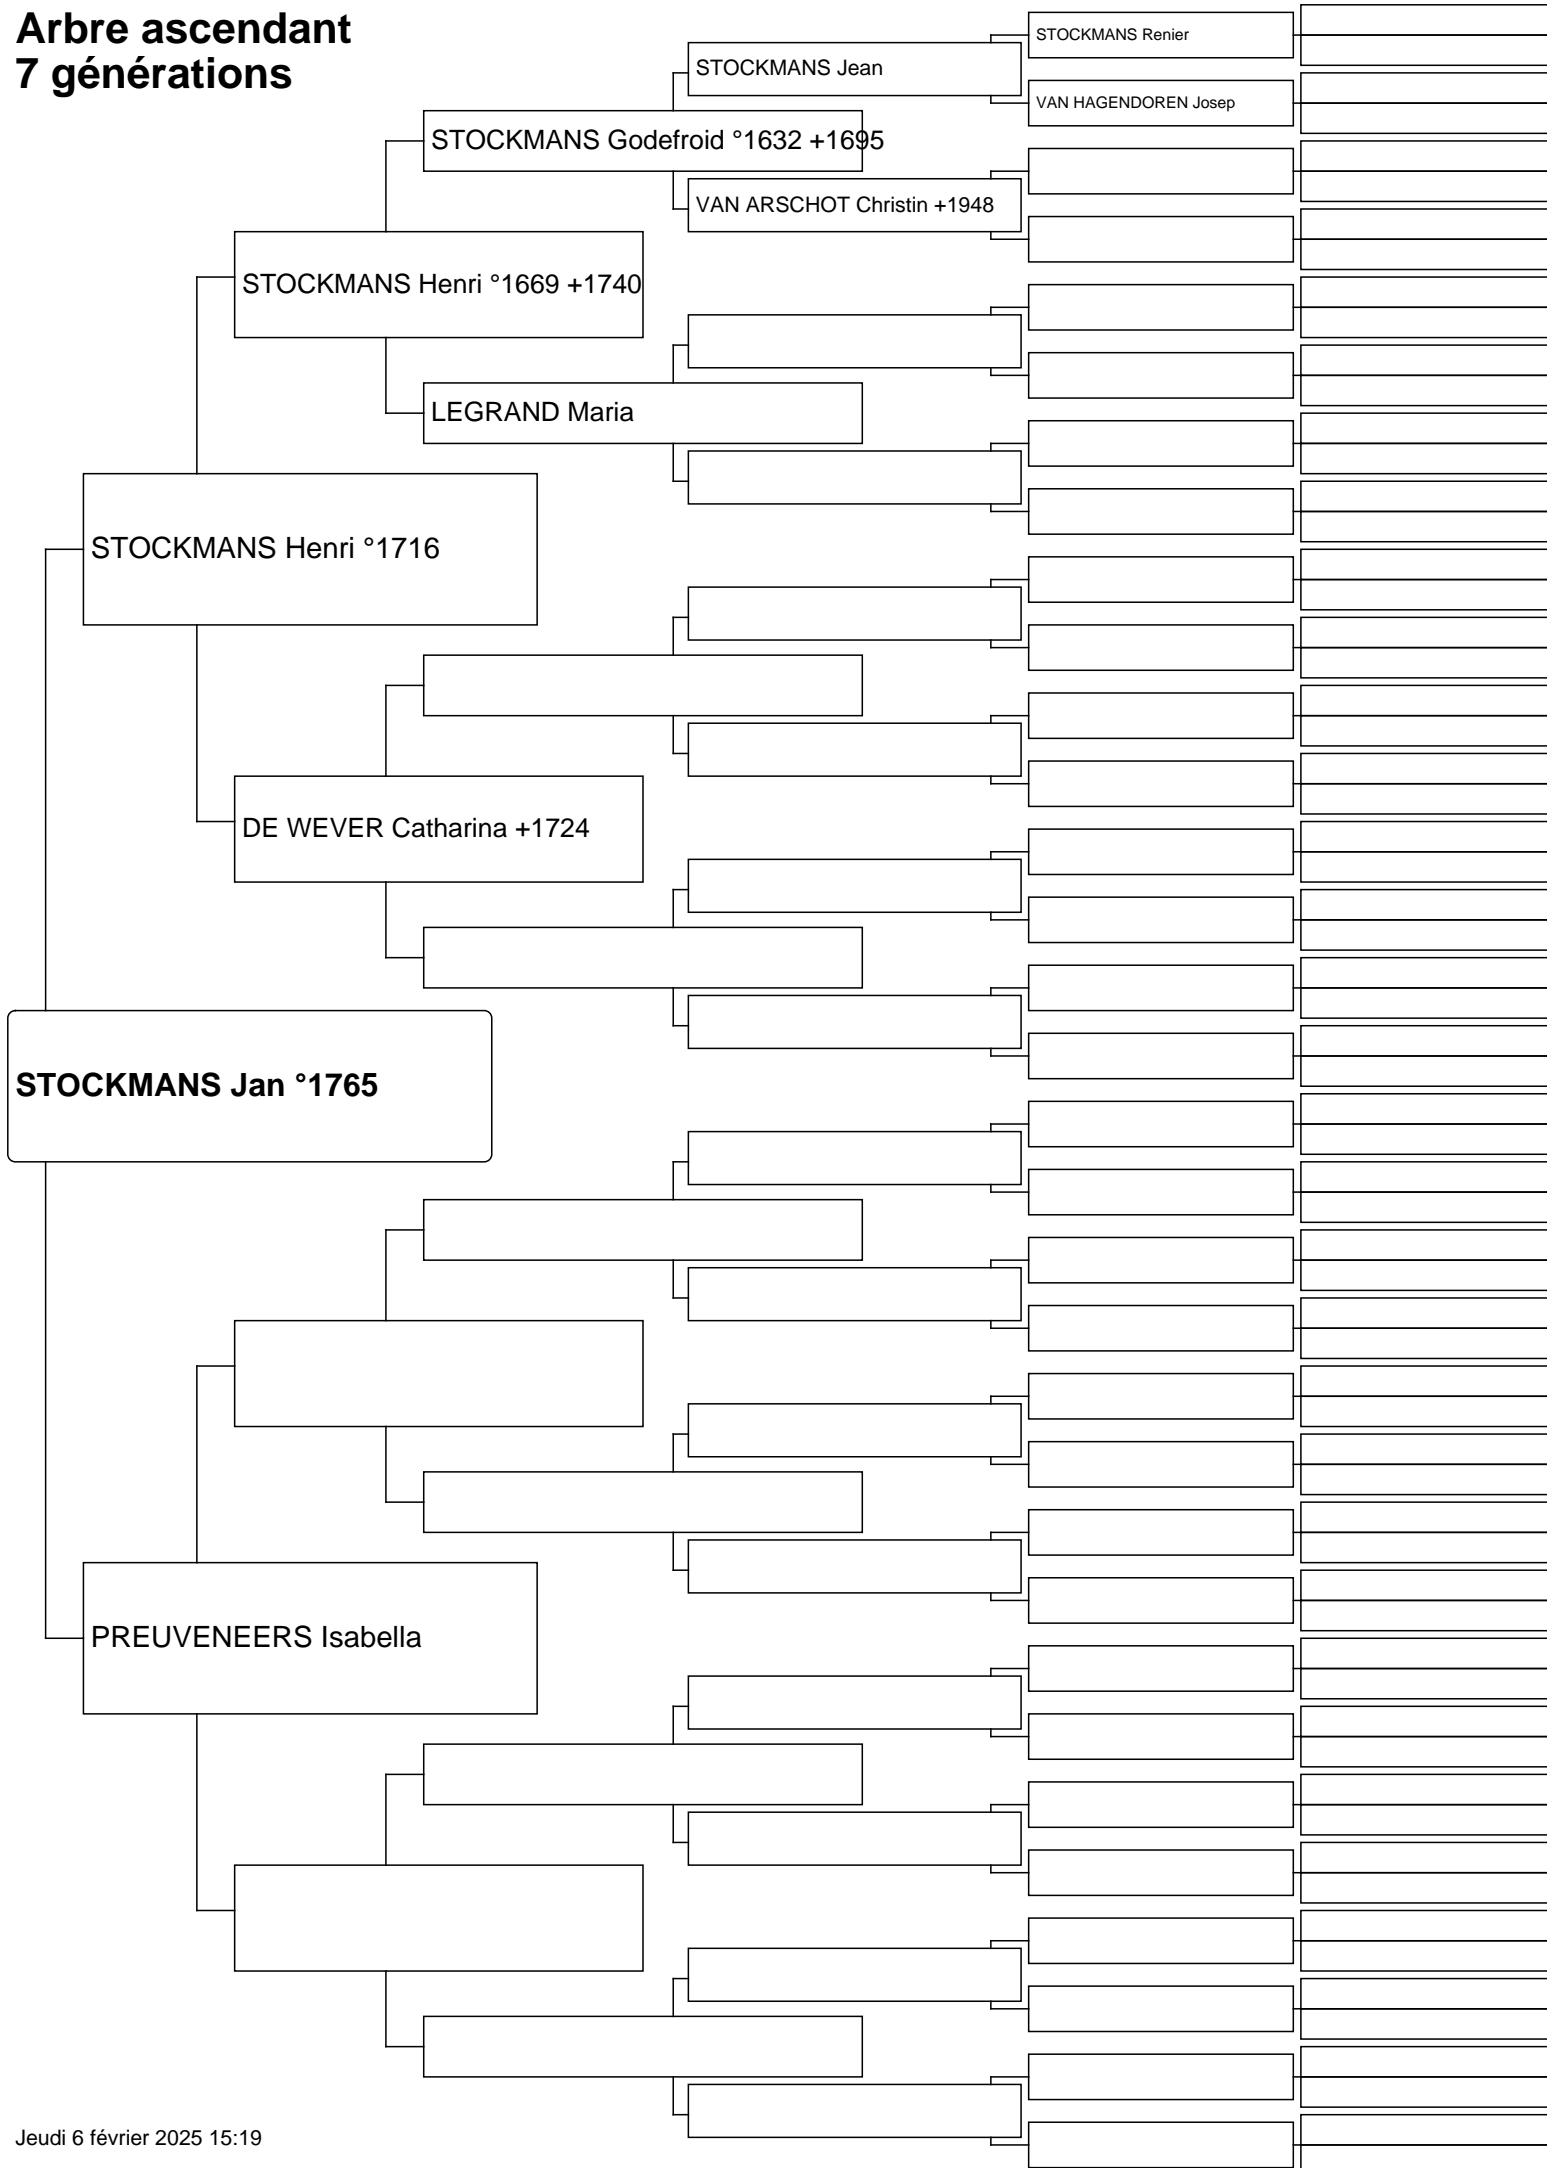 Arbre ascendant
7 générations
STOCKMANS Renier
STOCKMANS Jean
VAN HAGENDOREN Josep
STOCKMANS Godefroid °1632 +1695
VAN ARSCHOT Christin +1948
STOCKMANS Henri °1669 +1740
LEGRAND Maria
STOCKMANS Henri °1716
DE WEVER Catharina +1724
STOCKMANS Jan °1765
PREUVENEERS Isabella
Jeudi 6 février 2025 15:19